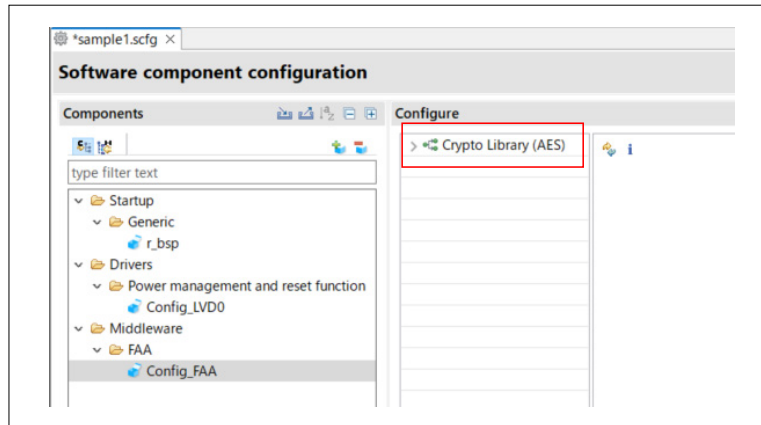 *sample1.scfg ×
Software component configuration
Components
type filter text
Startup
Generic
r_bsp
Drivers
Power management and reset function
Config_LVD0
Middleware
FAA
Config_FAA
Configure
Crypto Library (AES)